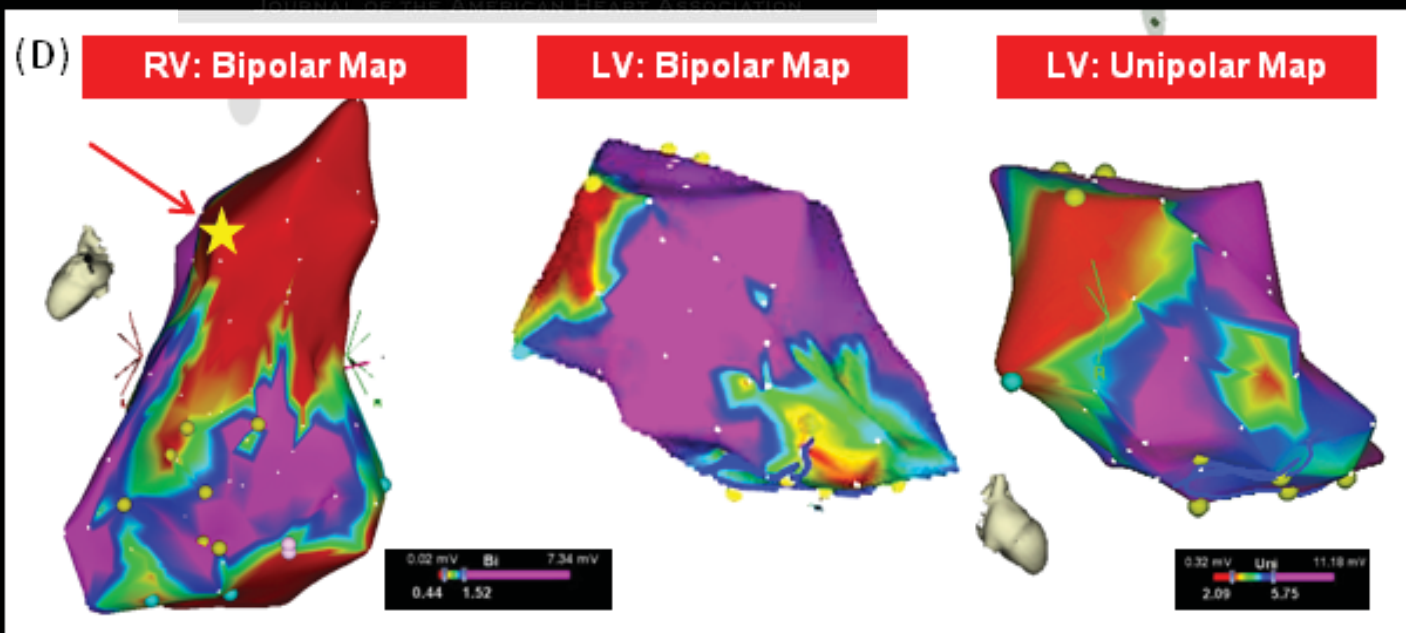 JOURNAL OF THE AMERICAN HEART ASSOCIATION
(D)
RV: Bipolar Map
LV: Bipolar Map
LV: Unipolar Map
R
0.02 mV Bi 7.34 mV
0.44 1.52
0.32 mV Uni 11.18 mV
2.09 5.75